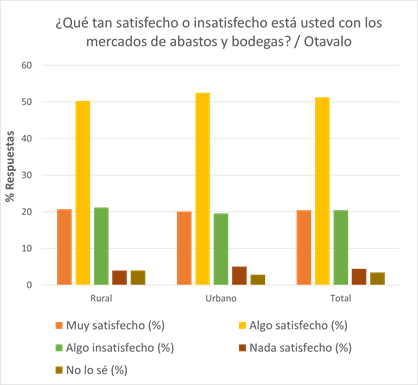 ¿Qué tan satisfecho o insatisfecho está usted con los
mercados de abastos y bodegas? / Otavalo
60
50
40
30
20
10
0
% Respuestas
Rural
Urbano
Total
Muy satisfecho (%)
Algo satisfecho (%)
Algo insatisfecho (%)
Nada satisfecho (%)
No lo sé (%)